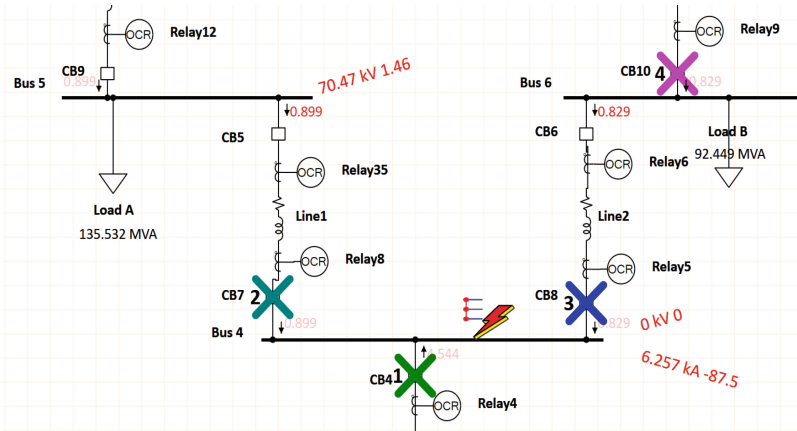 OCR Relay12
OCR Relay9
CB9
0.899
Bus 5
70.47 kV 1.46
Bus 6
CB10 4
0.829
0.899
0.829
CB5
CB6
Load B
92.449 MVA
OCR Relay35
OCR Relay6
Load A
135.532 MVA
Line1
Line2
OCR Relay8
OCR Relay5
CB7 2
CB8 3
0.899
0 kV 0
Bus 4
6.257 kA -87.5
CB4 1
OCR Relay4